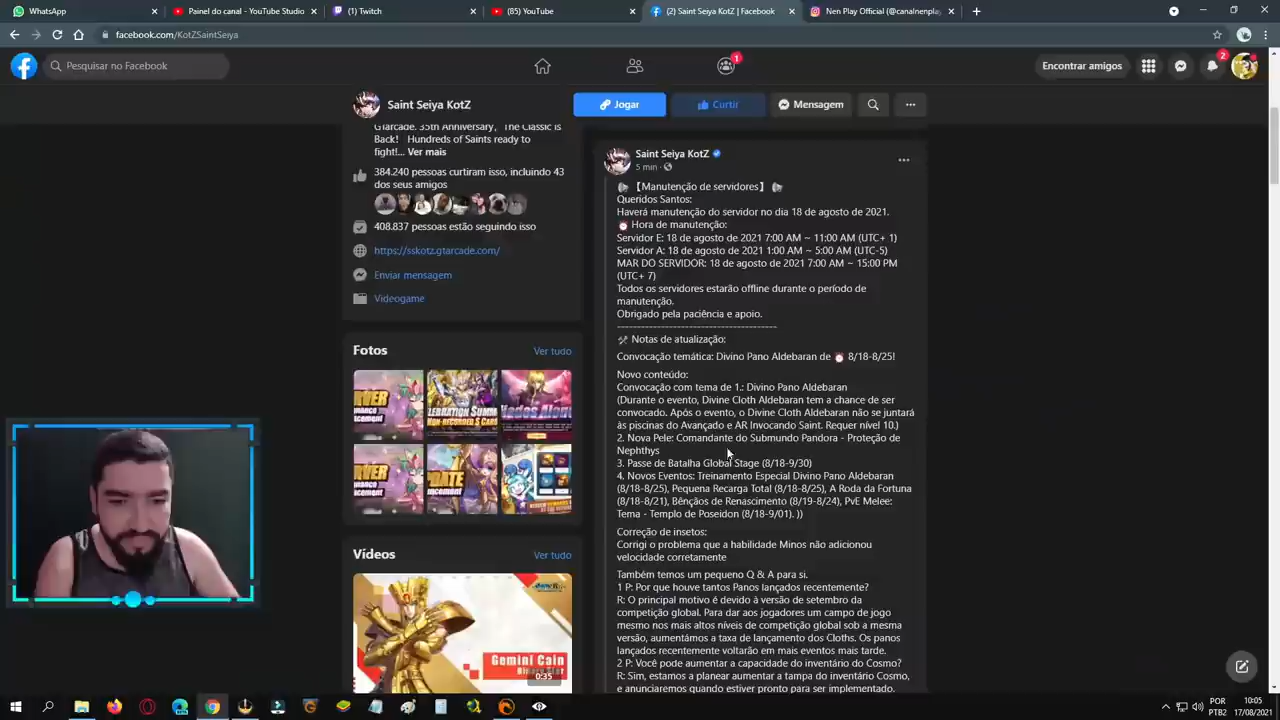 WhatsApp
Painel do canal - YouTube Studio
(1) Twitch
(85) YouTube
(2) Saint Seiya KotZ | Facebook
Nen Play Official (@canalnenplay
facebook.com/KotZSaintSeiya
Pesquisar no Facebook
1
Encontrar amigos
2
Saint Seiya KotZ
Jogar
Curtir
Mensagem
GTarcade. 35th Anniversary, The Classic is
Back! Hundreds of Saints ready to
fight!... Ver mais
384.240 pessoas curtiram isso, incluindo 43
dos seus amigos
408.837 pessoas estão seguindo isso
https://sskotz.gtarcade.com/
Enviar mensagem
Videogame
Fotos
Ver tudo
Vídeos
Ver tudo
Gemini Cain
0:35
Saint Seiya KotZ
5 min
【Manutenção de servidores】
Queridos Santos:
Haverá manutenção do servidor no dia 18 de agosto de 2021.
Hora de manutenção:
Servidor E: 18 de agosto de 2021 7:00 AM ~ 11:00 AM (UTC+ 1)
Servidor A: 18 de agosto de 2021 1:00 AM ~ 5:00 AM (UTC-5)
MAR DO SERVIDOR: 18 de agosto de 2021 7:00 AM ~ 15:00 PM
(UTC+ 7)
Todos os servidores estarão offline durante o período de
manutenção.
Obrigado pela paciência e apoio.
----------------------------------------
Notas de atualização:
Convocação temática: Divino Pano Aldebaran de 8/18-8/25!
Novo conteúdo:
Convocação com tema de 1.: Divino Pano Aldebaran
(Durante o evento, Divine Cloth Aldebaran tem a chance de ser
convocado. Após o evento, o Divine Cloth Aldebaran não se juntará
às piscinas do Avançado e AR Invocando Saint. Requer nível 10.)
2. Nova Pele: Comandante do Submundo Pandora - Proteção de
Nephthys
3. Passe de Batalha Global Stage (8/18-9/30)
4. Novos Eventos: Treinamento Especial Divino Pano Aldebaran
(8/18-8/25), Pequena Recarga Total (8/18-8/25), A Roda da Fortuna
(8/18-8/21), Bênçãos de Renascimento (8/19-8/24), PvE Melee:
Tema - Templo de Poseidon (8/18-9/01). ))
Correção de insetos:
Corrigi o problema que a habilidade Minos não adicionou
velocidade corretamente
Também temos um pequeno Q & A para si.
1 P: Por que houve tantos Panos lançados recentemente?
R: O principal motivo é devido à versão de setembro da
competição global. Para dar aos jogadores um campo de jogo
mesmo nos mais altos níveis de competição global sob a mesma
versão, aumentámos a taxa de lançamento dos Cloths. Os panos
lançados recentemente voltarão em mais eventos mais tarde.
2 P: Você pode aumentar a capacidade do inventário do Cosmo?
R: Sim, estamos a planear aumentar a tampa do inventário Cosmo,
e anunciaremos quando estiver pronto para ser implementado.
POR
PTB2
10:05
17/08/2021